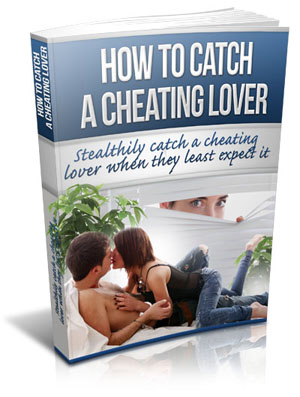 HOW TO CATCH
A CHEATING LOVER
Stealthily catch a cheating
lover when they least expect it
HOW TO CATCH
A CHEATING LOVER